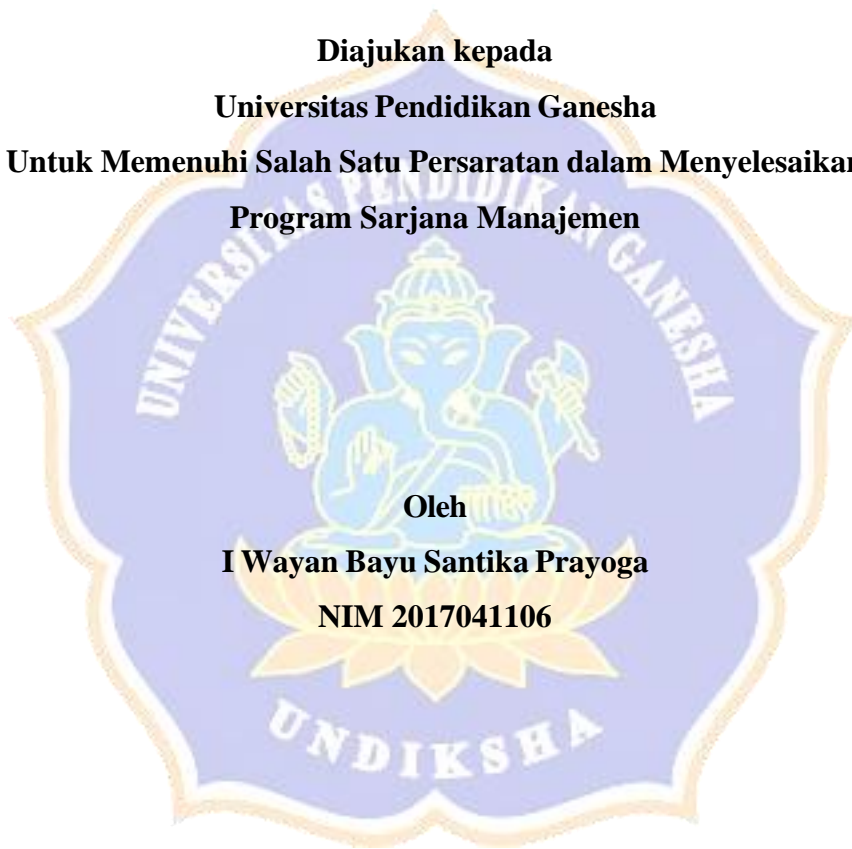 Diajukan kepada
Universitas Pendidikan Ganesha
Untuk Memenuhi Salah Satu Persaratan dalam Menyelesaikan
Program Sarjana Manajemen
UNIVERSITAS PENDIDIKAN GANESHA
Oleh
I Wayan Bayu Santika Prayoga
NIM 2017041106
UNDIKSHA